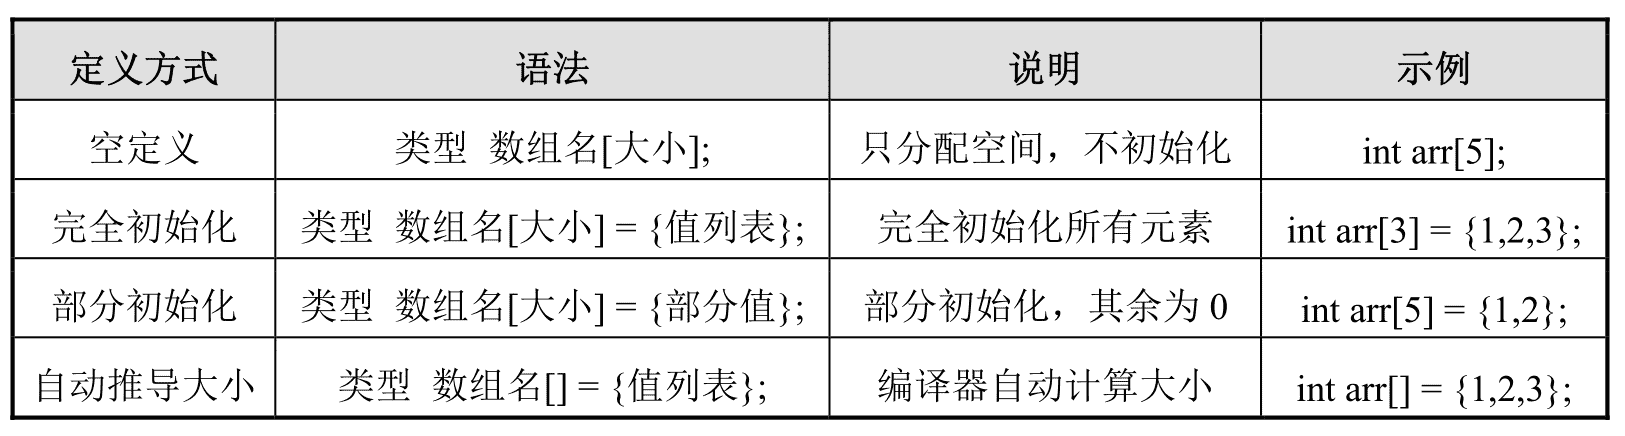 定义方式 语法 说明 示例
空定义 类型 数组名[大小]; 只分配空间，不初始化 int arr[5];
完全初始化 类型 数组名[大小] = {值列表}; 完全初始化所有元素 int arr[3] = {1,2,3};
部分初始化 类型 数组名[大小] = {部分值}; 部分初始化，其余为 0 int arr[5] = {1,2};
自动推导大小 类型 数组名[] = {值列表}; 编译器自动计算大小 int arr[] = {1,2,3};